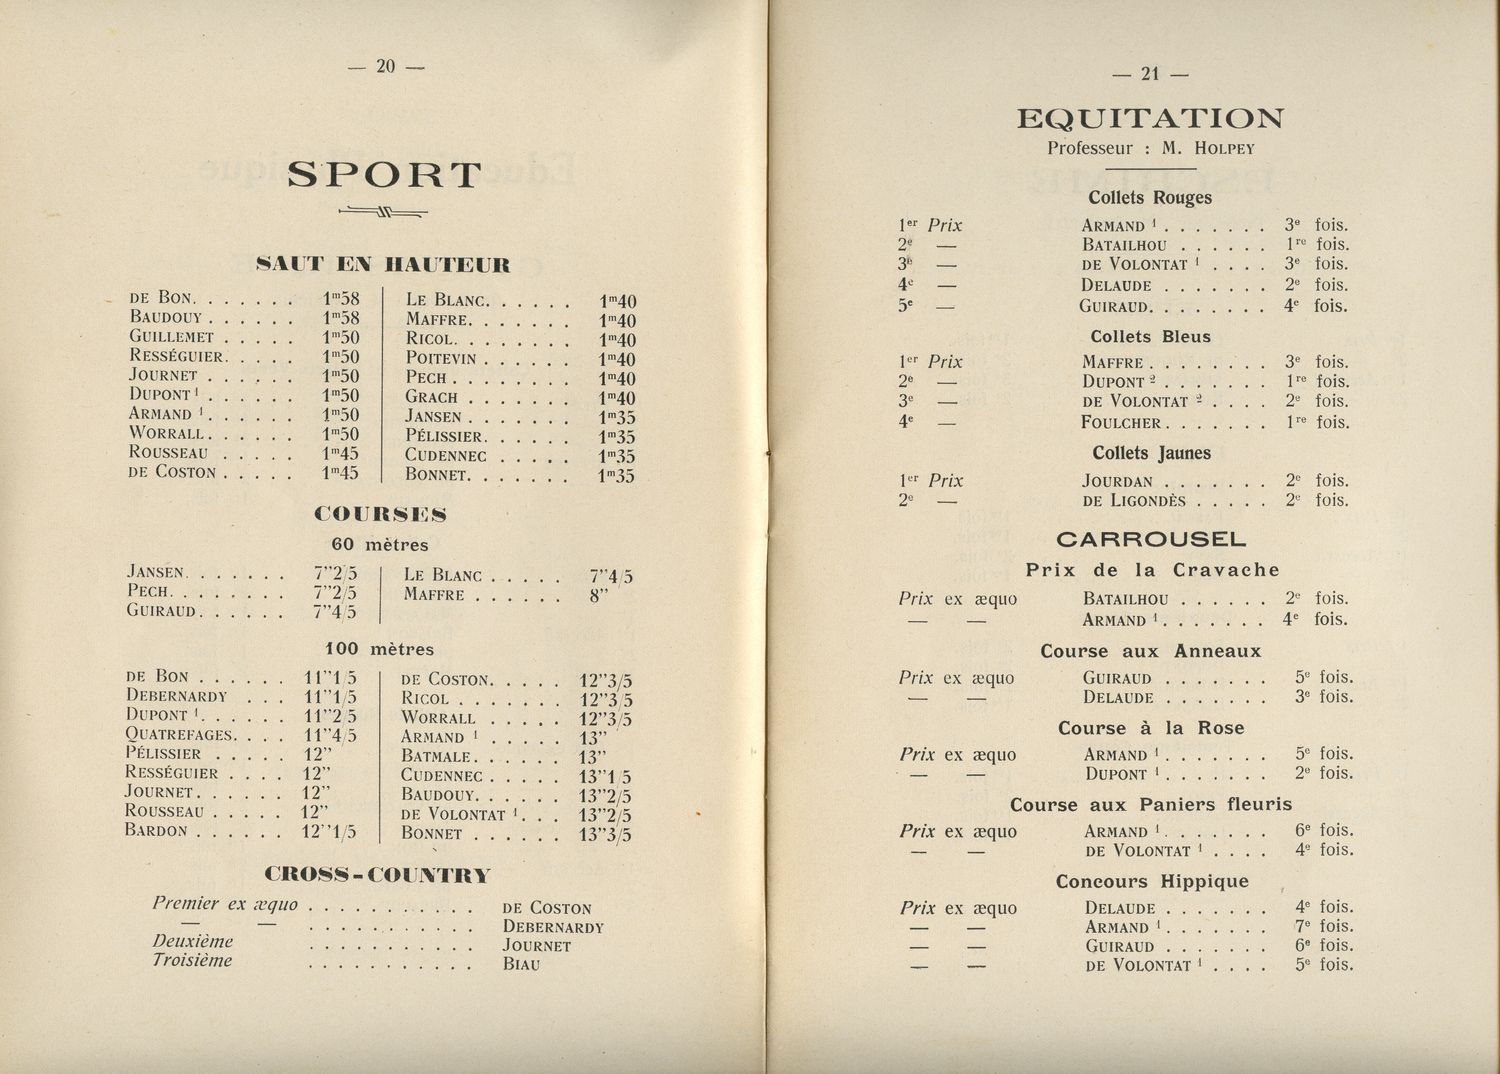 — 20 —
SPORT
SAUT EN HAUTEUR
DE BON. . . . . . . 1m58
BAUDOUY . . . . . . 1m58
GUILLEMET . . . . . 1m50
RESSÉGUIER. . . . . 1m50
JOURNET . . . . . . 1m50
DUPONT 1 . . . . . . 1m50
ARMAND 1. . . . . . 1m50
WORRALL. . . . . . 1m50
ROUSSEAU . . . . . 1m45
DE COSTON . . . . . 1m45
LE BLANC. . . . . . 1m40
MAFFRE. . . . . . . 1m40
RICOL. . . . . . . . 1m40
POITEVIN . . . . . . 1m40
PECH . . . . . . . . 1m40
GRACH . . . . . . . 1m40
JANSEN . . . . . . . 1m35
PÉLISSIER. . . . . . 1m35
CUDENNEC . . . . . 1m35
BONNET. . . . . . . 1m35
COURSES
60 mètres
JANSEN. . . . . . . 7"2/5
PECH. . . . . . . . 7"2/5
GUIRAUD. . . . . . 7"4/5
LE BLANC . . . . . 7"4/5
MAFFRE . . . . . . 8"
100 mètres
DE BON . . . . . . 11"1/5
DEBERNARDY . . . 11"1/5
DUPONT 1. . . . . . 11"2/5
QUATREFAGES. . . . 11"4/5
PÉLISSIER . . . . . 12"
RESSÉGUIER . . . . 12"
JOURNET. . . . . . 12"
ROUSSEAU . . . . . 12"
BARDON . . . . . . 12"1/5
DE COSTON. . . . . 12"3/5
RICOL . . . . . . . 12"3/5
WORRALL . . . . . 12"3/5
ARMAND 1 . . . . . 13"
BATMALE. . . . . . 13"
CUDENNEC . . . . . 13"1/5
BAUDOUY. . . . . . 13"2/5
DE VOLONTAT 1. . . 13"2/5
BONNET . . . . . . 13"3/5
CROSS-COUNTRY
Premier ex æquo . . . . . . . . . . . DE COSTON
— — . . . . . . . . . . . DEBERNARDY
Deuxième . . . . . . . . . . . JOURNET
Troisième . . . . . . . . . . . BIAU
— 21 —
EQUITATION
Professeur : M. HOLPEY
Collets Rouges
1er Prix ARMAND 1 . . . . . . . 3e fois.
2e — BATAILHOU . . . . . . 1re fois.
3e — DE VOLONTAT 1 . . . . 3e fois.
4e — DELAUDE . . . . . . . 2e fois.
5e — GUIRAUD. . . . . . . . 4e fois.
Collets Bleus
1er Prix MAFFRE . . . . . . . . 3e fois.
2e — DUPONT 2 . . . . . . . 1re fois.
3e — DE VOLONTAT 2 . . . . 2e fois.
4e — FOULCHER . . . . . . . 1re fois.
Collets Jaunes
1er Prix JOURDAN . . . . . . . 2e fois.
2e — DE LIGONDÈS . . . . . 2e fois.
CARROUSEL
Prix de la Cravache
Prix ex æquo BATAILHOU . . . . . . 2e fois.
— — ARMAND 1. . . . . . . 4e fois.
Course aux Anneaux
Prix ex æquo GUIRAUD . . . . . . . 5e fois.
— — DELAUDE . . . . . . . 3e fois.
Course à la Rose
Prix ex æquo ARMAND 1 . . . . . . . 5e fois.
— — DUPONT 1 . . . . . . . 2e fois.
Course aux Paniers fleuris
Prix ex æquo ARMAND 1. . . . . . . 6e fois.
— — DE VOLONTAT 1 . . . . 4e fois.
Concours Hippique
Prix ex æquo DELAUDE . . . . . . . 4e fois.
— — ARMAND 1 . . . . . . . 7e fois.
— — GUIRAUD . . . . . . . 6e fois.
— — DE VOLONTAT 1 . . . . 5e fois.